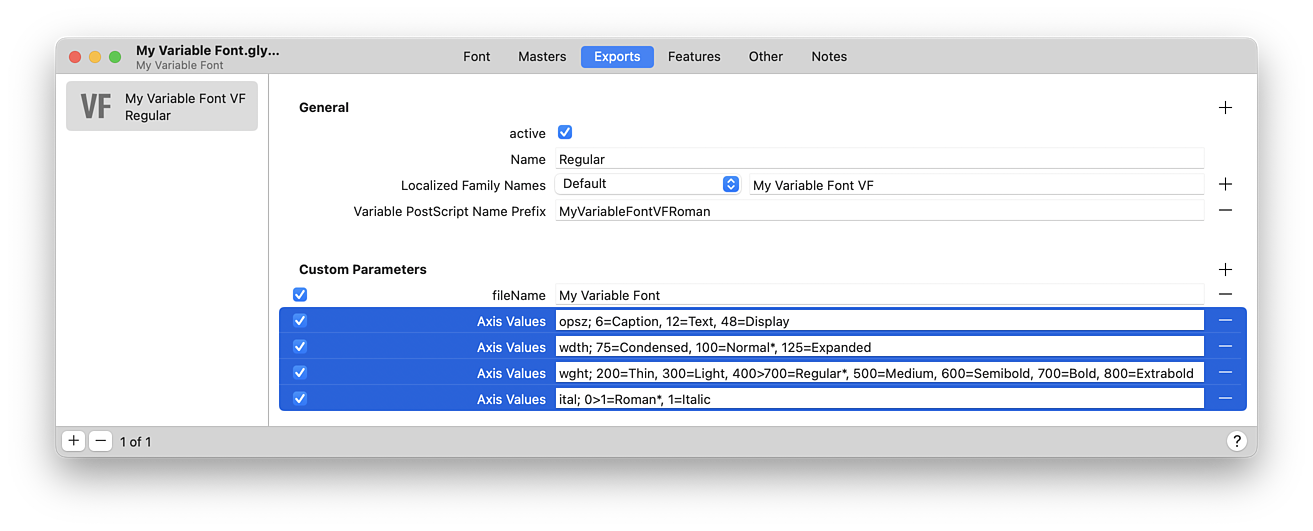 My Variable Font.gly...
My Variable Font
Font Masters Exports Features Other Notes
VF
My Variable Font VF
Regular
General
active
Name Regular
Localized Family Names Default My Variable Font VF
Variable PostScript Name Prefix MyVariableFontVFRoman
Custom Parameters
fileName My Variable Font
Axis Values opsz; 6=Caption, 12=Text, 48=Display
Axis Values wdth; 75=Condensed, 100=Normal*, 125=Expanded
Axis Values wght; 200=Thin, 300=Light, 400>700=Regular*, 500=Medium, 600=Semibold, 700=Bold, 800=Extrabold
Axis Values ital; 0>1=Roman*, 1=Italic
1 of 1
?